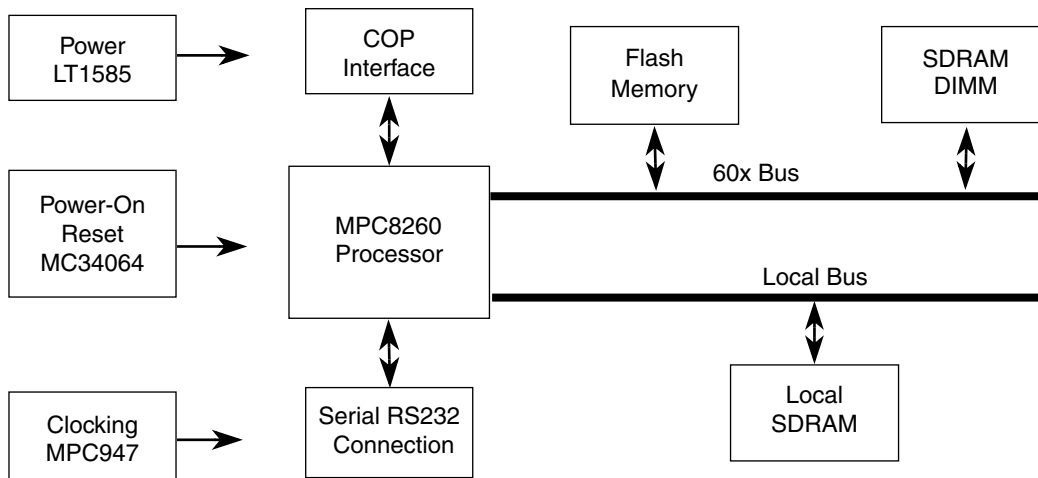 Power
LT1585
COP
Interface
Flash
Memory
SDRAM
DIMM
60x Bus
Power-On
Reset
MC34064
MPC8260
Processor
Local Bus
Clocking
MPC947
Serial RS232
Connection
Local
SDRAM